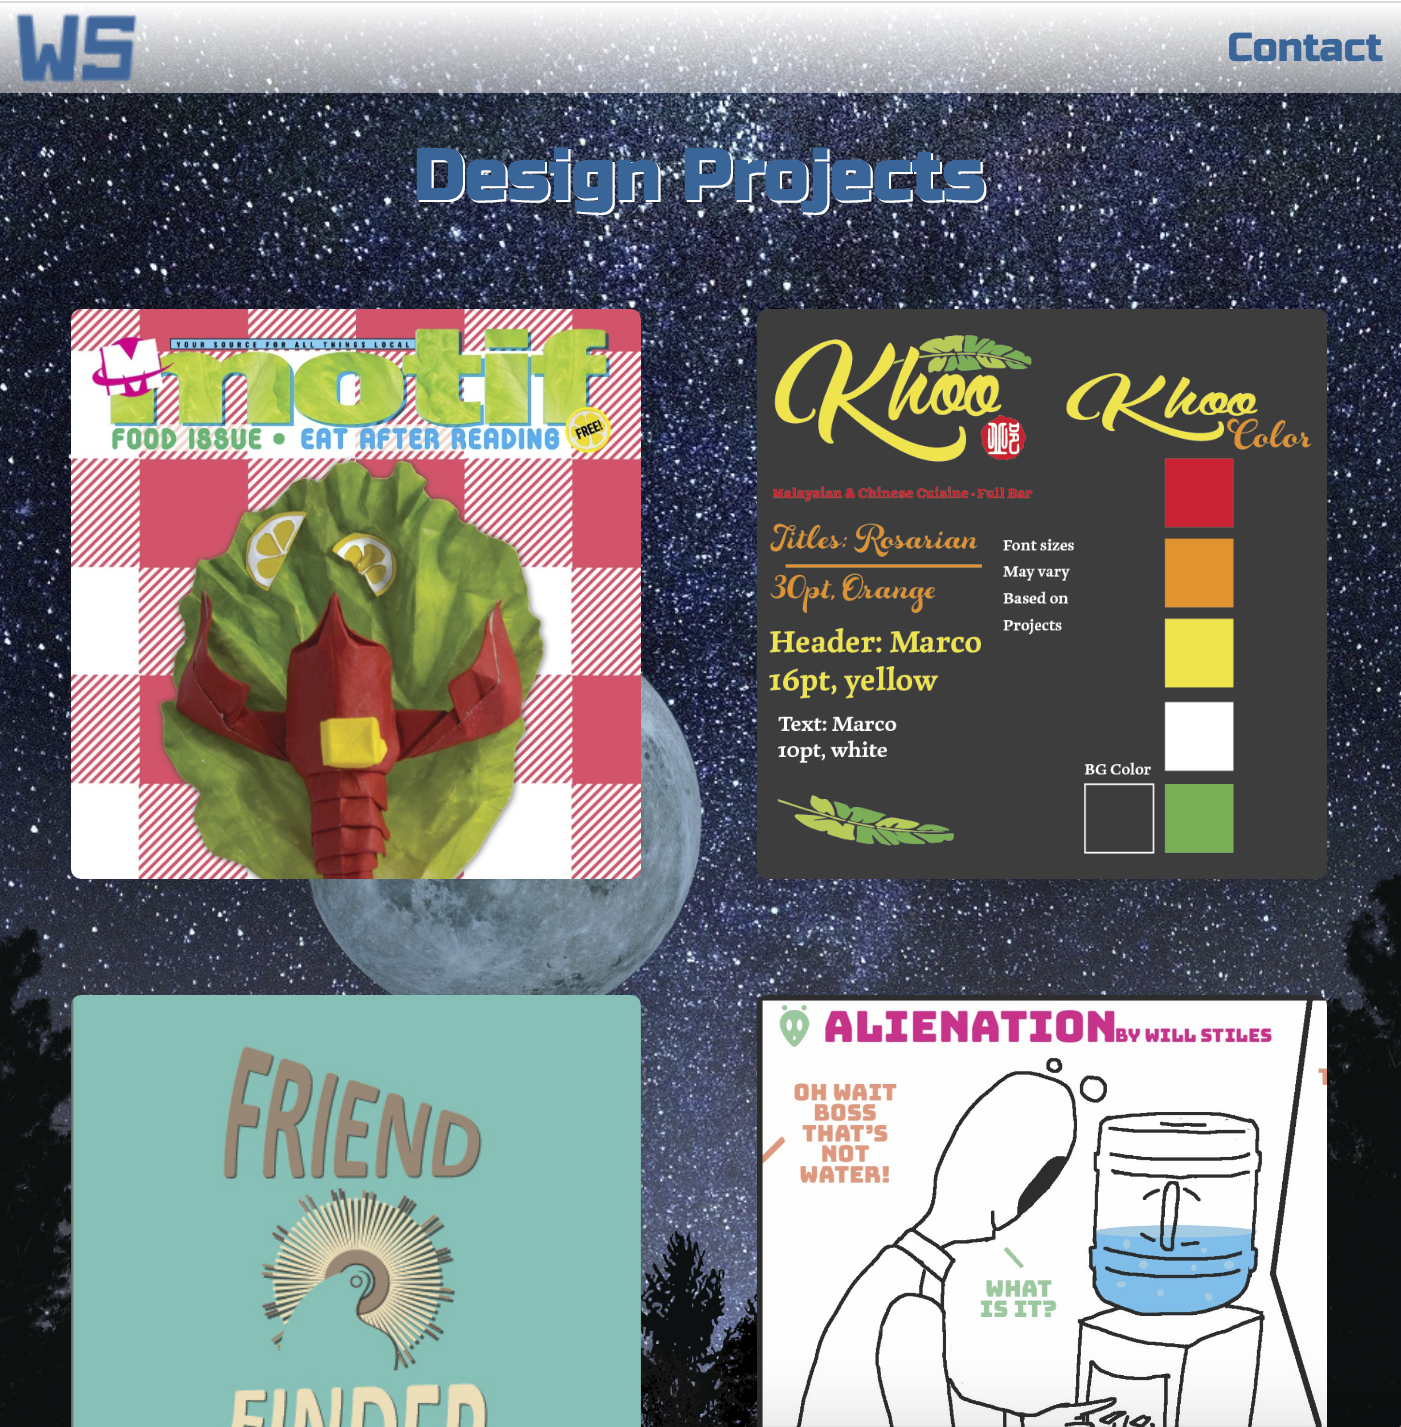 WS
Contact
Design Projects
YOUR SOURCE FOR ALL THINGS LOCAL
motif
FOOD ISSUE • EAT AFTER READING
FREE!
Khoo
Malaysian & Chinese Cuisine - Full Bar
Titles: Rosarian
30pt, Orange
Header: Marco
16pt, yellow
Text: Marco
10pt, white
Font sizes
May vary
Based on
Projects
Khoo
Color
BG Color
FRIEND
FINDER
ALIENATION BY WILL STILES
OH WAIT
BOSS
THAT'S
NOT
WATER!
WHAT
IS IT?